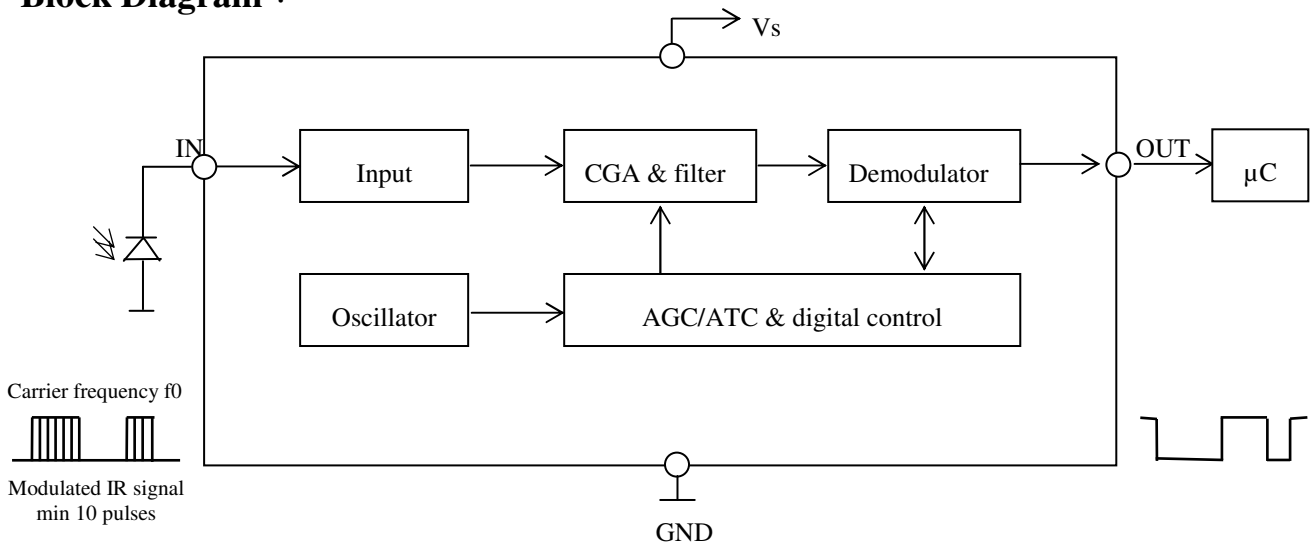 Block Diagram :
Vs
IN
Input
CGA & filter
Demodulator
OUT
µC
Oscillator
AGC/ATC & digital control
Carrier frequency f0
Modulated IR signal
min 10 pulses
GND